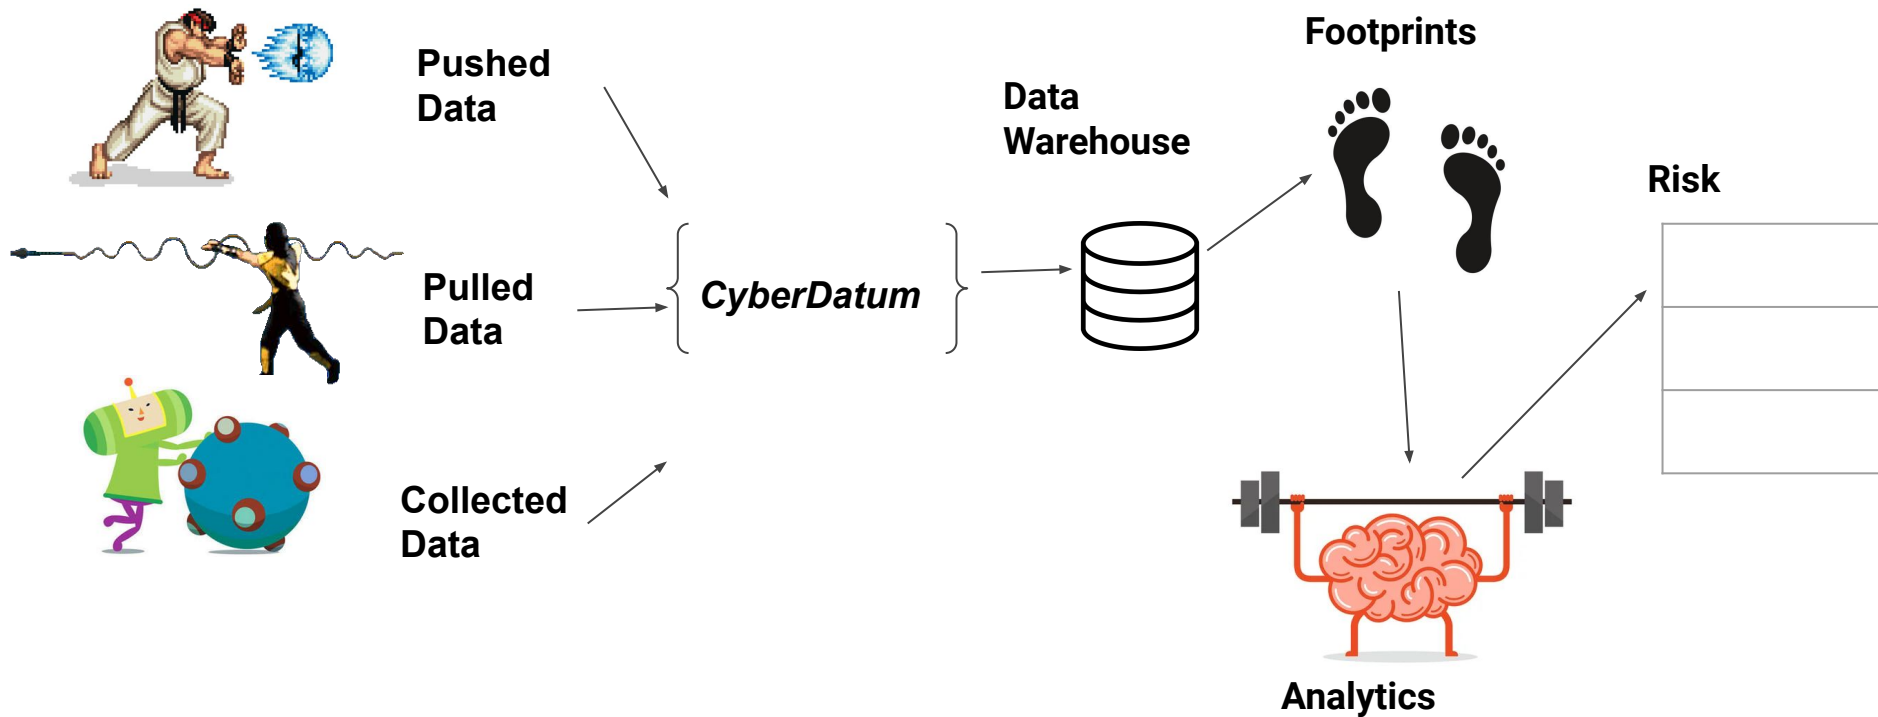 Pushed
Data
Pulled
Data
Collected
Data
{ CyberDatum }
Data
Warehouse
Footprints
Analytics
Risk